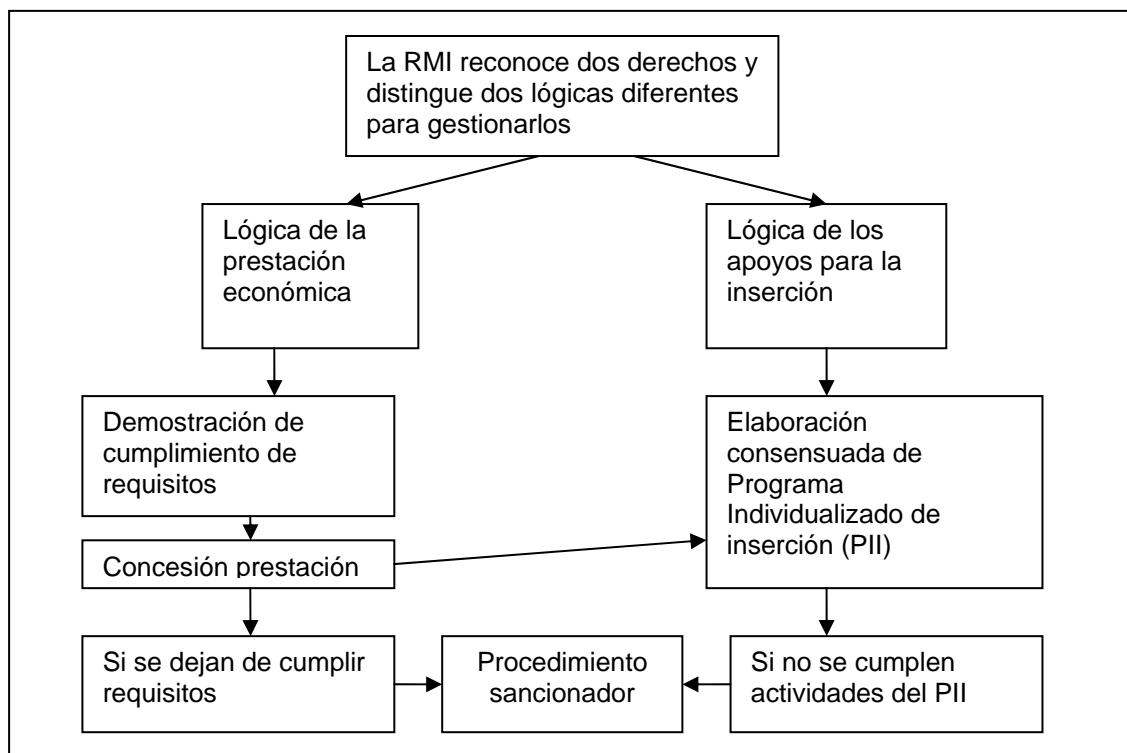 La RMI reconoce dos derechos y
distingue dos lógicas diferentes
para gestionarlos
Lógica de la
prestación
económica
Lógica de los
apoyos para la
inserción
Demostración de
cumplimiento de
requisitos
Elaboración
consensuada de
Programa
Individualizado de
inserción (PII)
Concesión prestación
Si se dejan de cumplir
requisitos
Procedimiento
sancionador
Si no se cumplen
actividades del PII